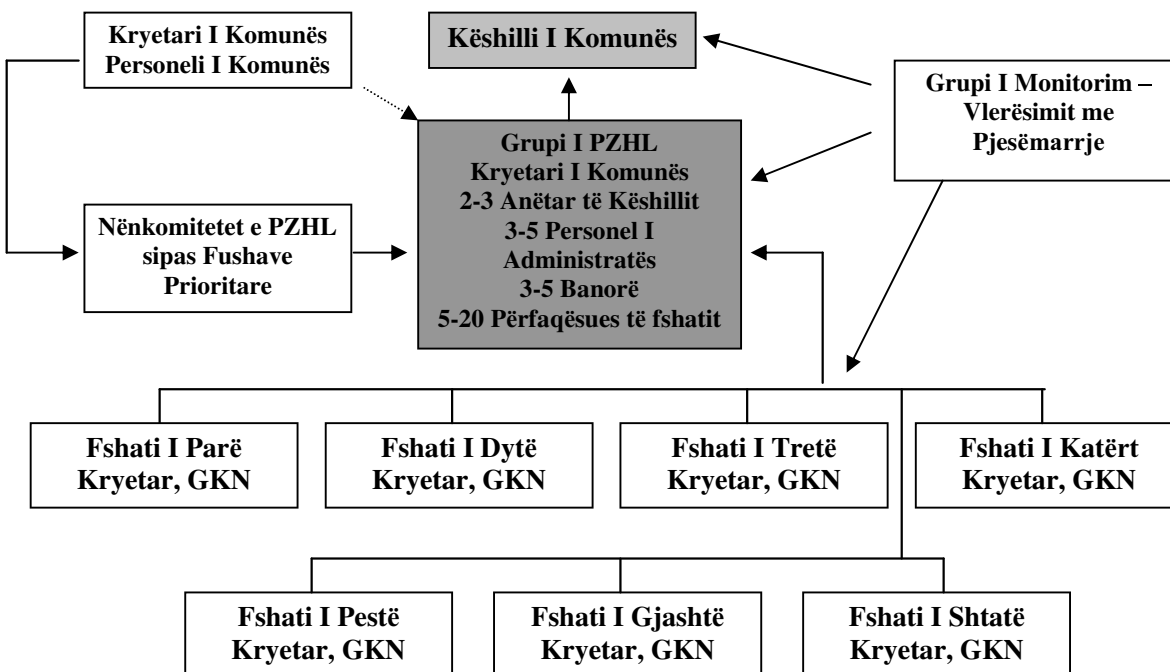 Kryetari I Komunës
Personeli I Komunës
Këshilli I Komunës
Grupi I Monitorim –
Vlerësimit me
Pjesëmarrje
Grupi I PZHL
Kryetari I Komunës
2-3 Anëtar të Këshillit
3-5 Personel I
Administratës
3-5 Banorë
5-20 Përfaqësues të fshatit
Nënkomitetet e PZHL
sipas Fushave
Prioritare
Fshati I Parë
Kryetar, GKN
Fshati I Dytë
Kryetar, GKN
Fshati I Tretë
Kryetar, GKN
Fshati I Katërt
Kryetar, GKN
Fshati I Pestë
Kryetar, GKN
Fshati I Gjashtë
Kryetar, GKN
Fshati I Shtatë
Kryetar, GKN